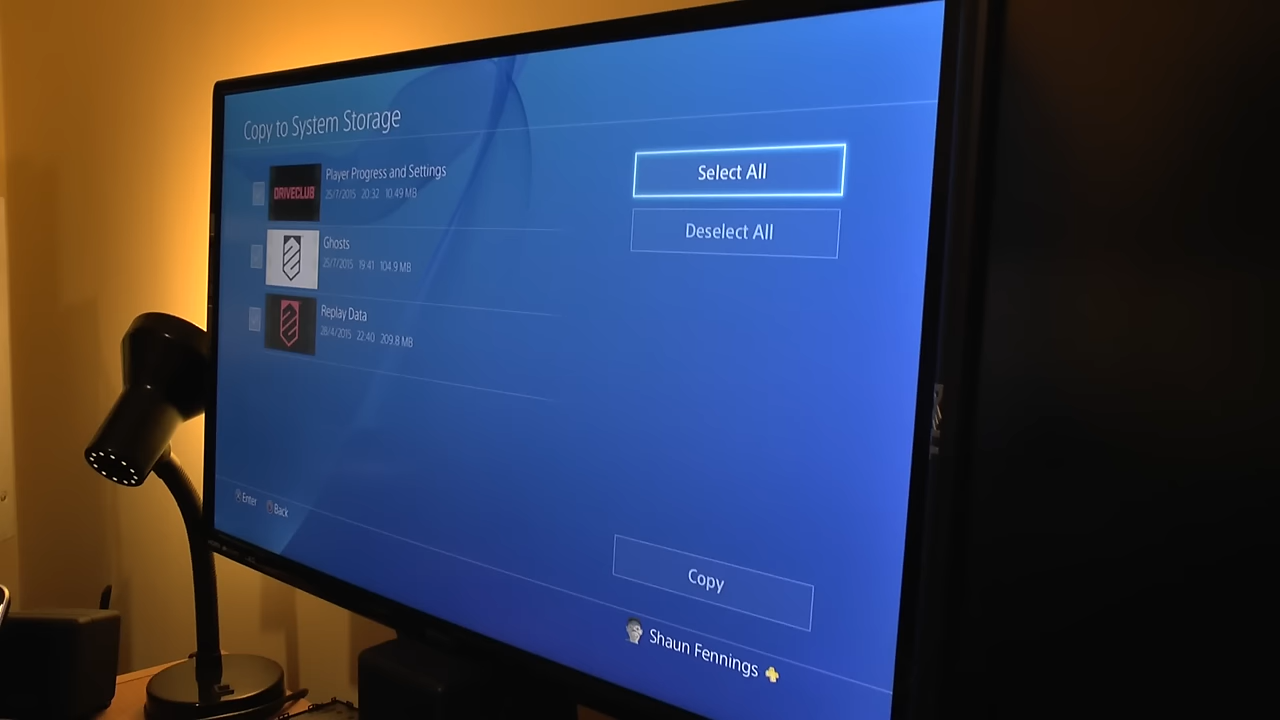 Copy to System Storage
DRIVECLUB
Player Progress and Settings
25/7/2015 20:32 10.49 MB
Ghosts
25/7/2015 19:41 104.9 MB
Replay Data
28/4/2015 22:40 209.8 MB
Select All
Deselect All
Enter Back
Copy
Shaun Fennings